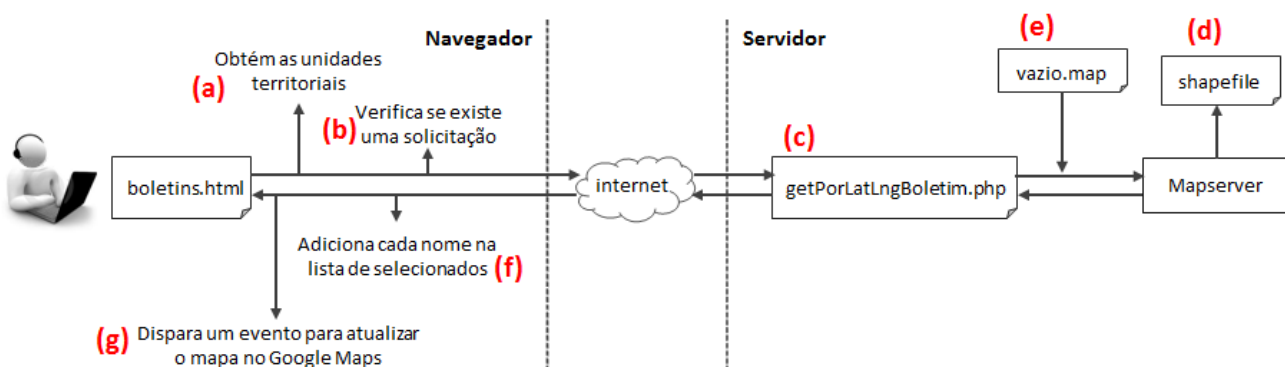 Navegador
Servidor
(a)
Obtém as unidades
territoriais
(b)
Verifica se existe
uma solicitação
(c)
(e)
vazio.map
(d)
shapefile
boletins.html
internet
getPorLatLngBoletim.php
Mapserver
Adiciona cada nome na
lista de selecionados (f)
(g) Dispara um evento para atualizar
o mapa no Google Maps